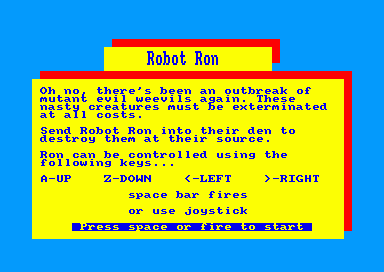 Robot Ron
Oh no, there's been an outbreak of
mutant evil weevils again. These
nasty creatures must be exterminated
at all costs.
Send Robot Ron into their den to
destroy them at their source.
Ron can be controlled using the
following keys...
A-UP Z-DOWN <-LEFT >-RIGHT
space bar fires
or use joystick
Press space or fire to start